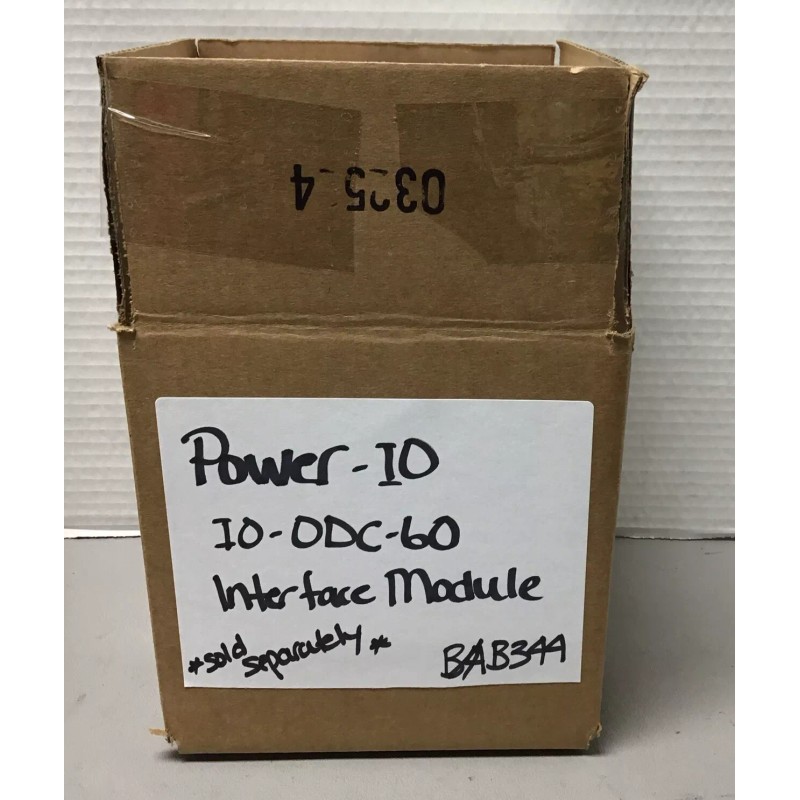 Power-IO
IO-ODC-60
Interface Module
*sold separately*
BAB344